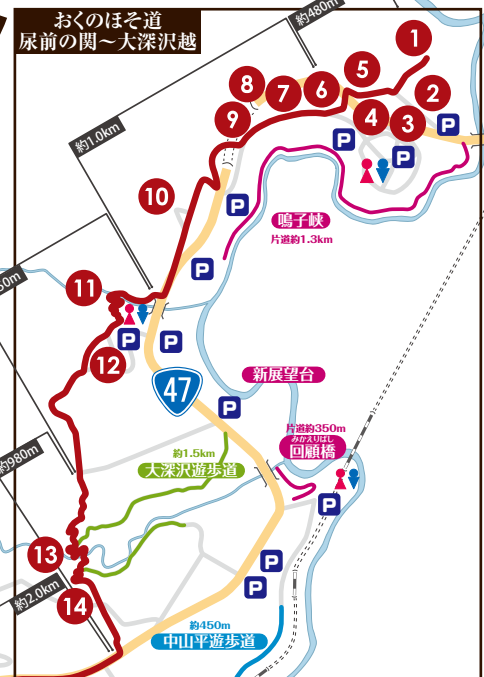 おくのほそ道
尿前の関～大深沢越
約480m
1
5
8
7
6
2
9
4
3
P
P
P
約1.0km
10
P
鳴子峡
片道約1.3km
P
50m
11
P
P
12
47
新展望台
P
片道約350m
みかえりばし
回顧橋
約980m
約1.5km
大深沢遊歩道
P
13
P
P
約2.0km
14
約450m
中山平遊歩道